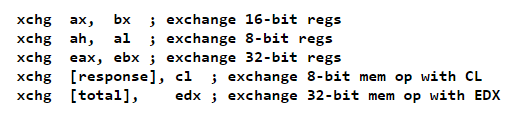 xchg ax, bx ; exchange 16-bit regs
xchg ah, al ; exchange 8-bit regs
xchg eax, ebx ; exchange 32-bit regs
xchg [response], cl ; exchange 8-bit mem op with CL
xchg [total], edx ; exchange 32-bit mem op with EDX